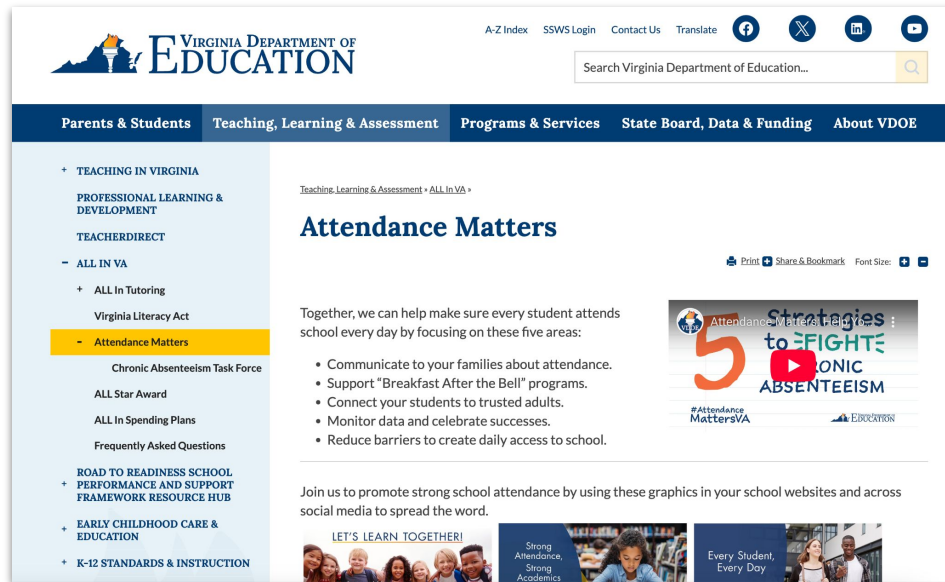 A-Z Index SSWS Login Contact Us Translate
VIRGINIA DEPARTMENT OF
EDUCATION
Search Virginia Department of Education...
Parents & Students Teaching, Learning & Assessment Programs & Services State Board, Data & Funding About VDOE
+ TEACHING IN VIRGINIA
PROFESSIONAL LEARNING &
DEVELOPMENT
TEACHERDIRECT
- ALL IN VA
+ ALL In Tutoring
Virginia Literacy Act
- Attendance Matters
Chronic Absenteeism Task Force
ALL Star Award
ALL In Spending Plans
Frequently Asked Questions
ROAD TO READINESS SCHOOL
+ PERFORMANCE AND SUPPORT
FRAMEWORK RESOURCE HUB
+ EARLY CHILDHOOD CARE &
EDUCATION
+ K-12 STANDARDS & INSTRUCTION
Teaching, Learning & Assessment » ALL In VA »
Attendance Matters
Print Share & Bookmark Font Size: + -
Together, we can help make sure every student attends
school every day by focusing on these five areas:
• Communicate to your families about attendance.
• Support "Breakfast After the Bell" programs.
• Connect your students to trusted adults.
• Monitor data and celebrate successes.
• Reduce barriers to create daily access to school.
VDOE
Attendance Matters! Help Yo...
5 Strategies
to FIGHT
ABSENTEEISM
#Attendance
MattersVA
EDUCATION
Join us to promote strong school attendance by using these graphics in your school websites and across
social media to spread the word.
LET'S LEARN TOGETHER!
Strong
Attendance,
Strong
Academics
Every Student,
Every Day